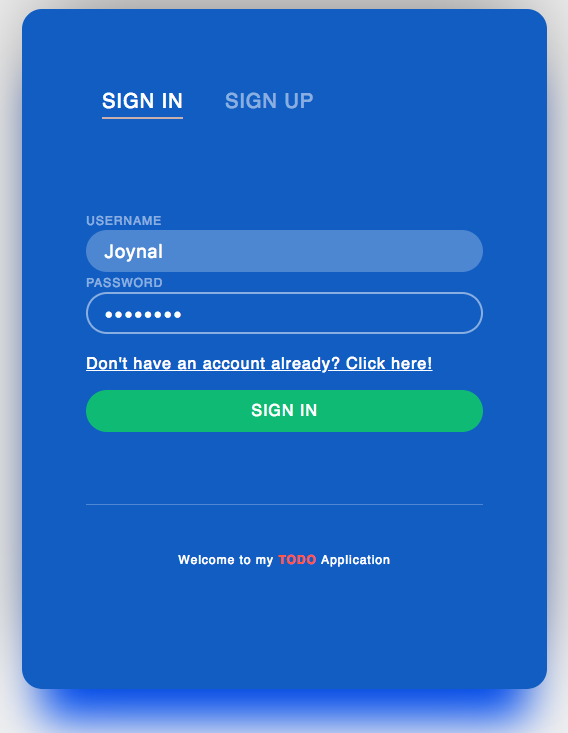 SIGN IN SIGN UP
USERNAME
Joynal
PASSWORD
••••••••
Don't have an account already? Click here!
SIGN IN
Welcome to my TODO Application